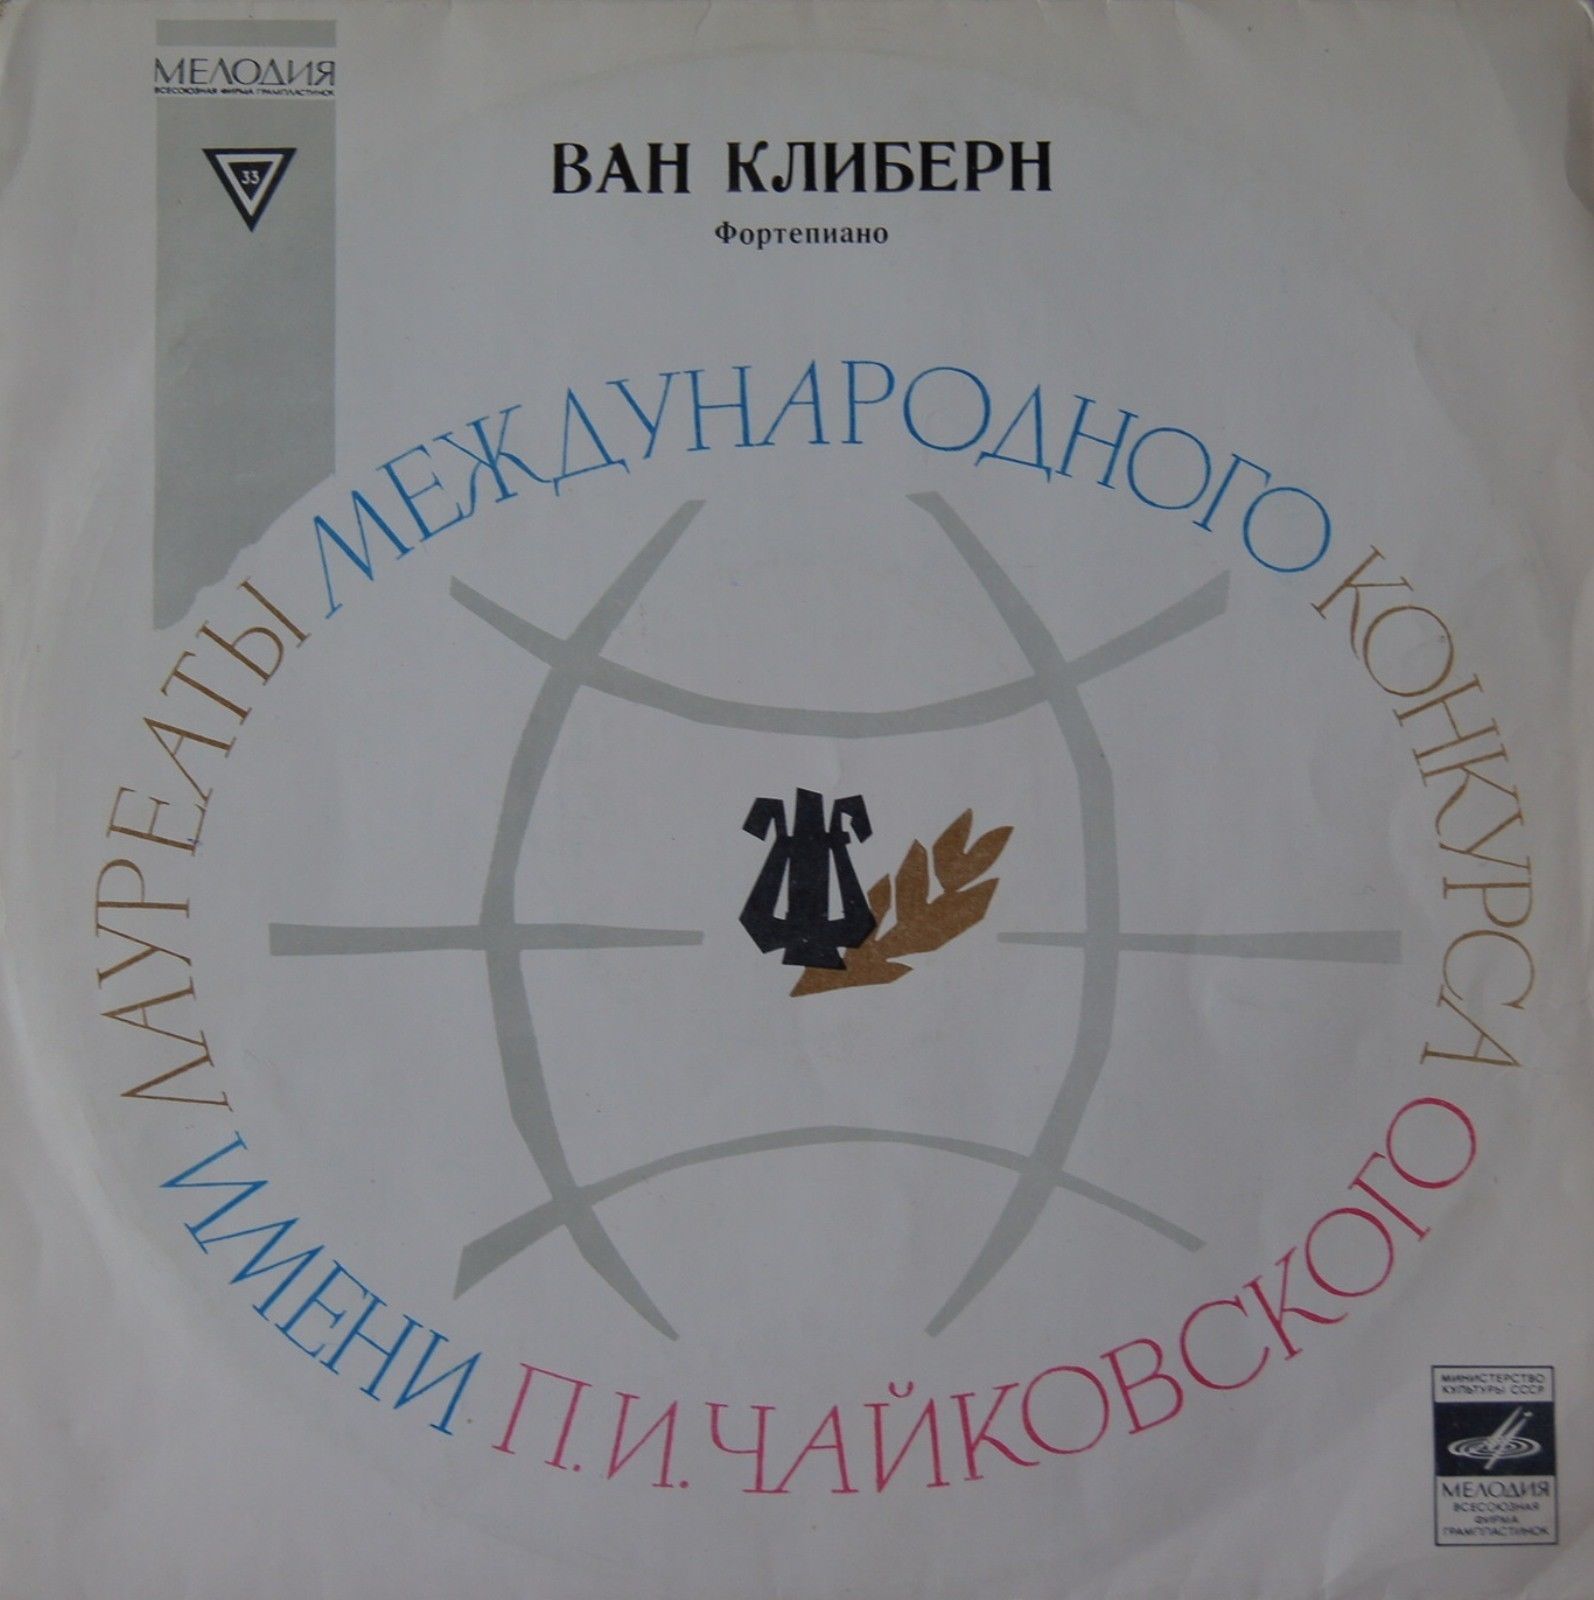 МЕЛОДИЯ
ВСЕСОЮЗНАЯ ФИРМА ГРАМПЛАСТИНОК
33
ВАН КЛИБЕРН
Фортепиано
ЛАУРЕАТЫ МЕЖДУНАРОДНОГО КОНКУРСА
ИМЕНИ П.И.ЧАЙКОВСКОГО
МИНИСТЕРСТВО
КУЛЬТУРЫ СССР
МЕЛОДИЯ
ВСЕСОЮЗНАЯ
ФИРМА
ГРАМПЛАСТИНОК